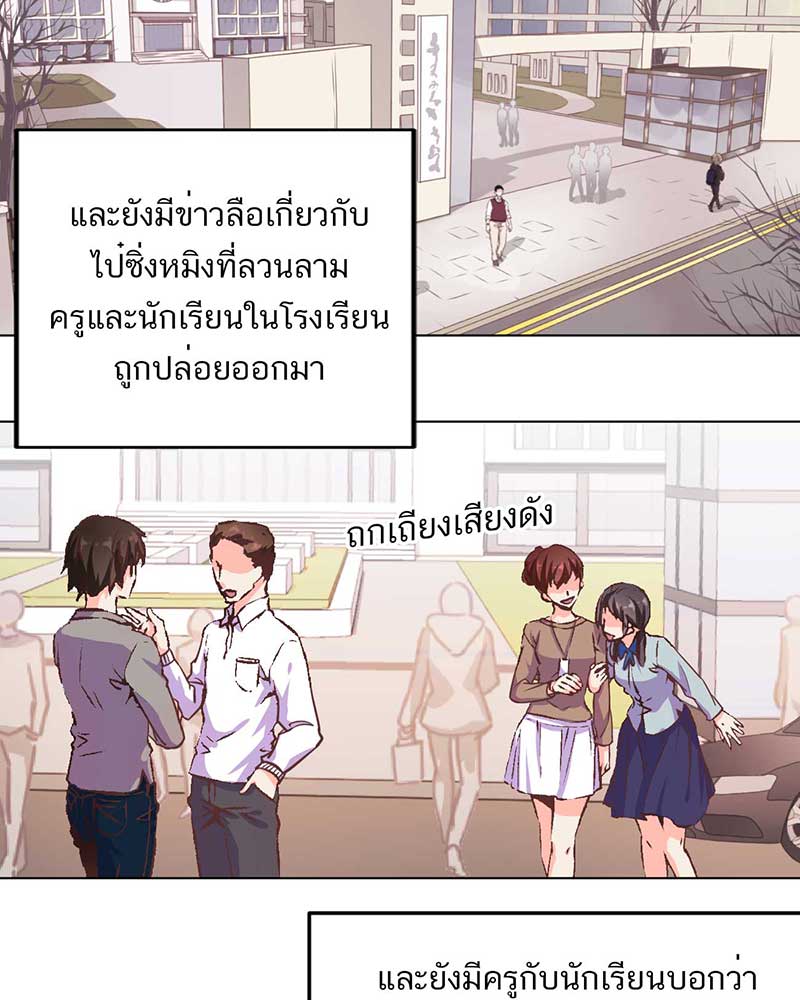 และยังมีข่าวลือเกี่ยวกับ
ไป๋ซิ่งหมิงที่ลวนลาม
ครูและนักเรียนในโรงเรียน
ถูกปล่อยออกมา
ถกเถียงเสียงดัง
และยังมีครูกับนักเรียนบอกว่า